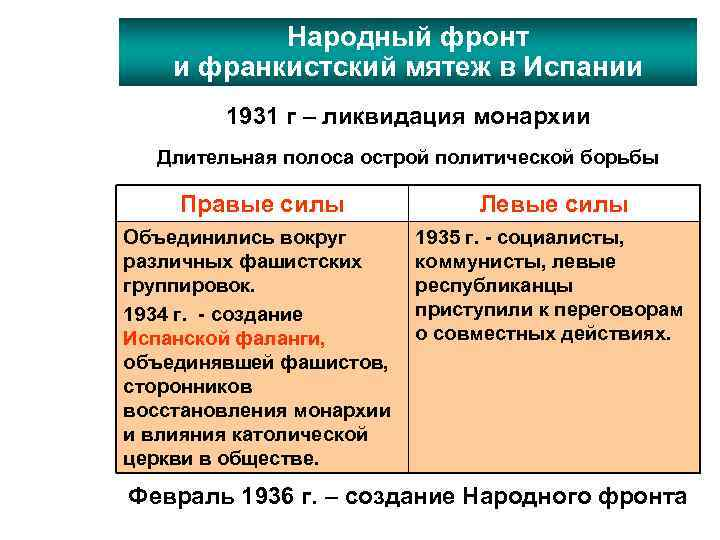 Народный фронт
и франкистский мятеж в Испании
1931 г – ликвидация монархии
Длительная полоса острой политической борьбы
Правые силы
Объединились вокруг
различных фашистских
группировок.
1934 г. - создание
Испанской фаланги,
объединявшей фашистов,
сторонников
восстановления монархии
и влияния католической
церкви в обществе.
Левые силы
1935 г. - социалисты,
коммунисты, левые
республиканцы
приступили к переговорам
о совместных действиях.
Февраль 1936 г. – создание Народного фронта